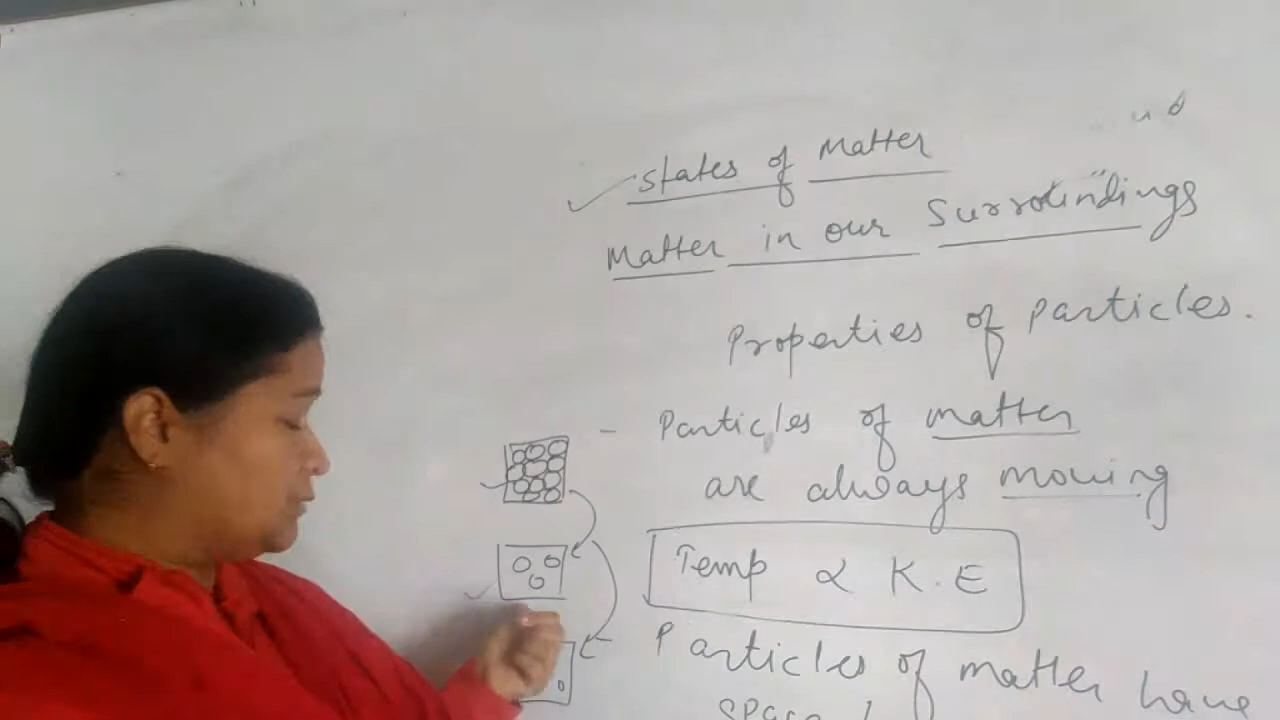 States of Matter
Matter in our Surroundings
Properties of Particles.
- Particles of matter
are always moving
Temp ∝ K.E
Particles of matter have
space